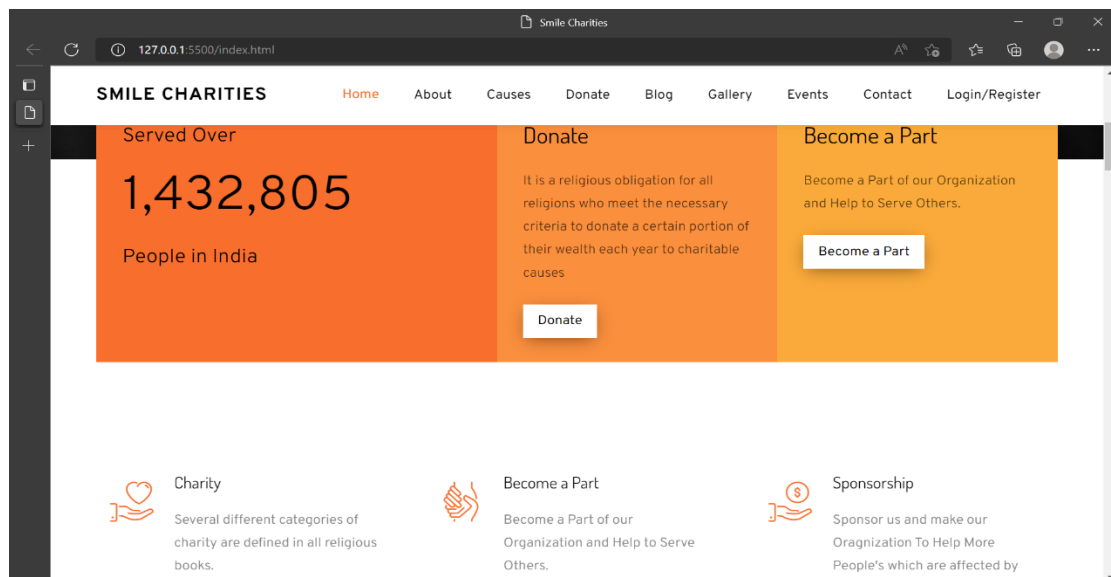 Smile Charities
127.0.0.1:5500/index.html
SMILE CHARITIES Home About Causes Donate Blog Gallery Events Contact Login/Register
Served Over
1,432,805
People in India
Donate
It is a religious obligation for all
religions who meet the necessary
criteria to donate a certain portion of
their wealth each year to charitable
causes
Donate
Become a Part
Become a Part of our Organization
and Help to Serve Others.
Become a Part
Charity
Several different categories of
charity are defined in all religious
books.
Become a Part
Become a Part of our
Organization and Help to Serve
Others.
Sponsorship
Sponsor us and make our
Oragnization To Help More
People's which are affected by